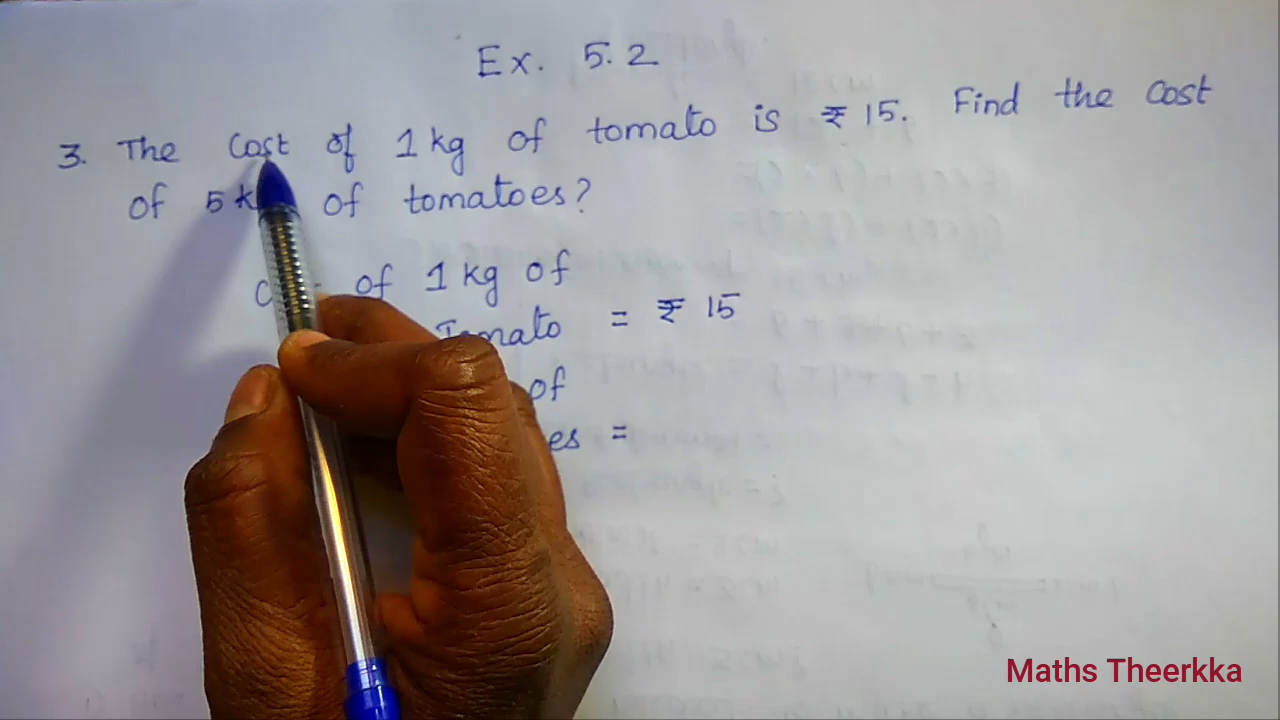 Ex. 5.2
3. The Cost of 1 kg of tomato is ₹ 15. Find the Cost
of 5 of tomatoes?
of 1 kg of
Tomato = ₹ 15
of
es =
Maths Theerkka